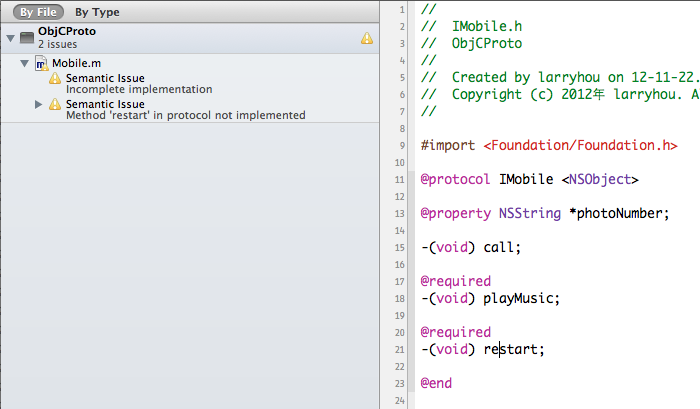 By File By Type
ObjCProto
2 issues
Mobile.m
Semantic Issue
Incomplete implementation
Semantic Issue
Method 'restart' in protocol not implemented
1 //
2 // IMobile.h
3 // ObjCProto
4 //
5 // Created by larryhou on 12-11-22.
6 // Copyright (c) 2012年 larryhou. A
7 //
8
9 #import <Foundation/Foundation.h>
10
11 @protocol IMobile <NSObject>
12
13 @property NSString *photoNumber;
14
15 -(void) call;
16
17 @required
18 -(void) playMusic;
19
20 @required
21 -(void) restart;
22
23 @end
24